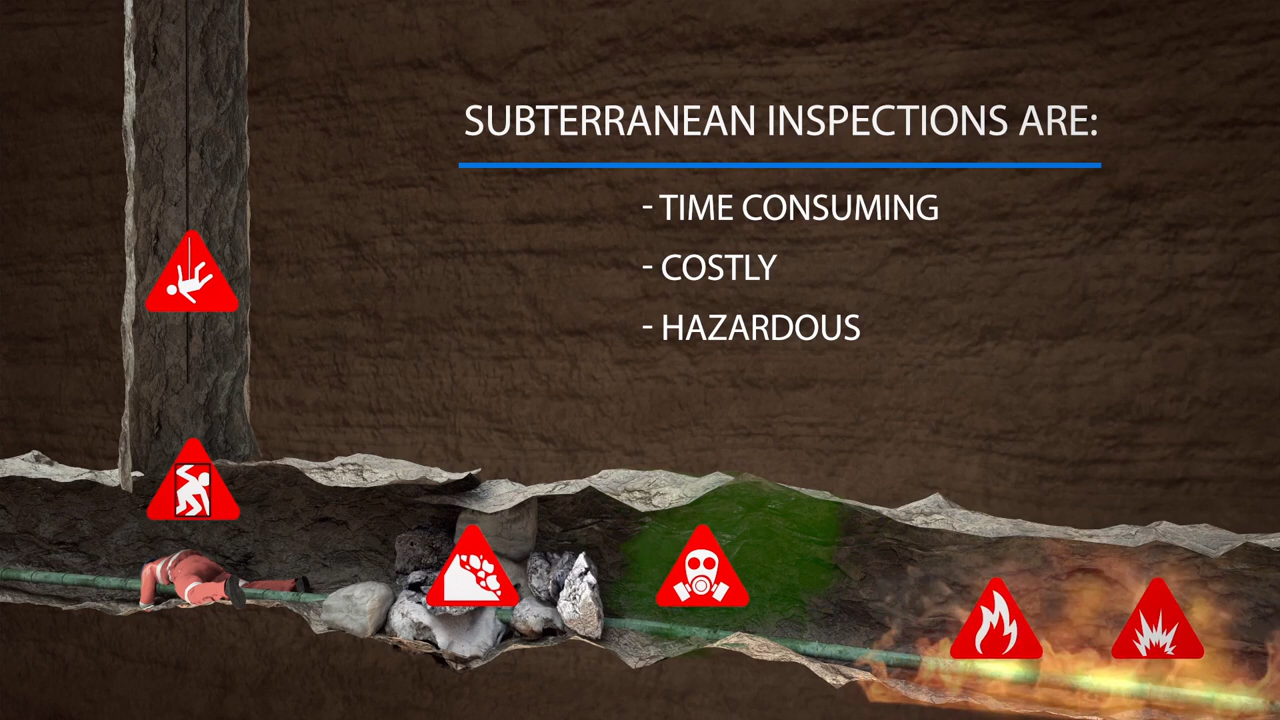 SUBTERRANEAN INSPECTIONS ARE:
- TIME CONSUMING
- COSTLY
- HAZARDOUS